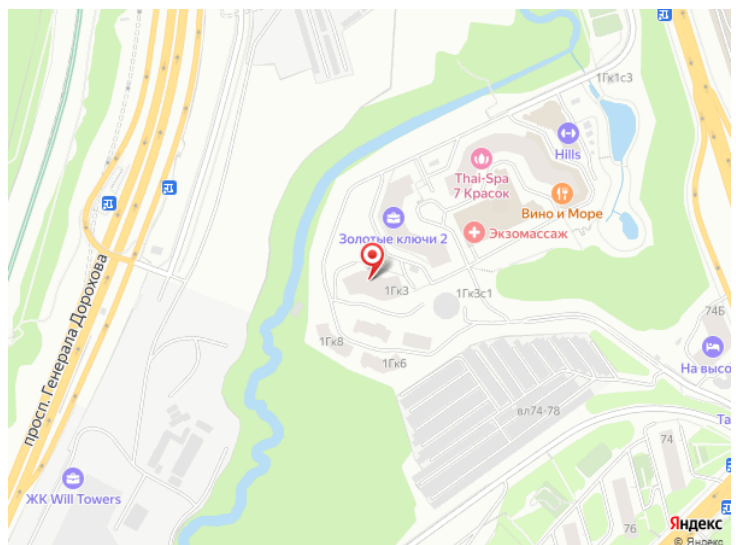 1Гк1с3
Hills
Thai-Spa
7 Красок
Вино и Море
Экзомассаж
Золотые ключи 2
1Гк3
1Гк3с1
74Б
1Гк8
1Гк6
На высо
просп. Генерала Дорохова
вл74-78
Та
74
ЖК Will Towers
76
Яндекс
© Яндекс